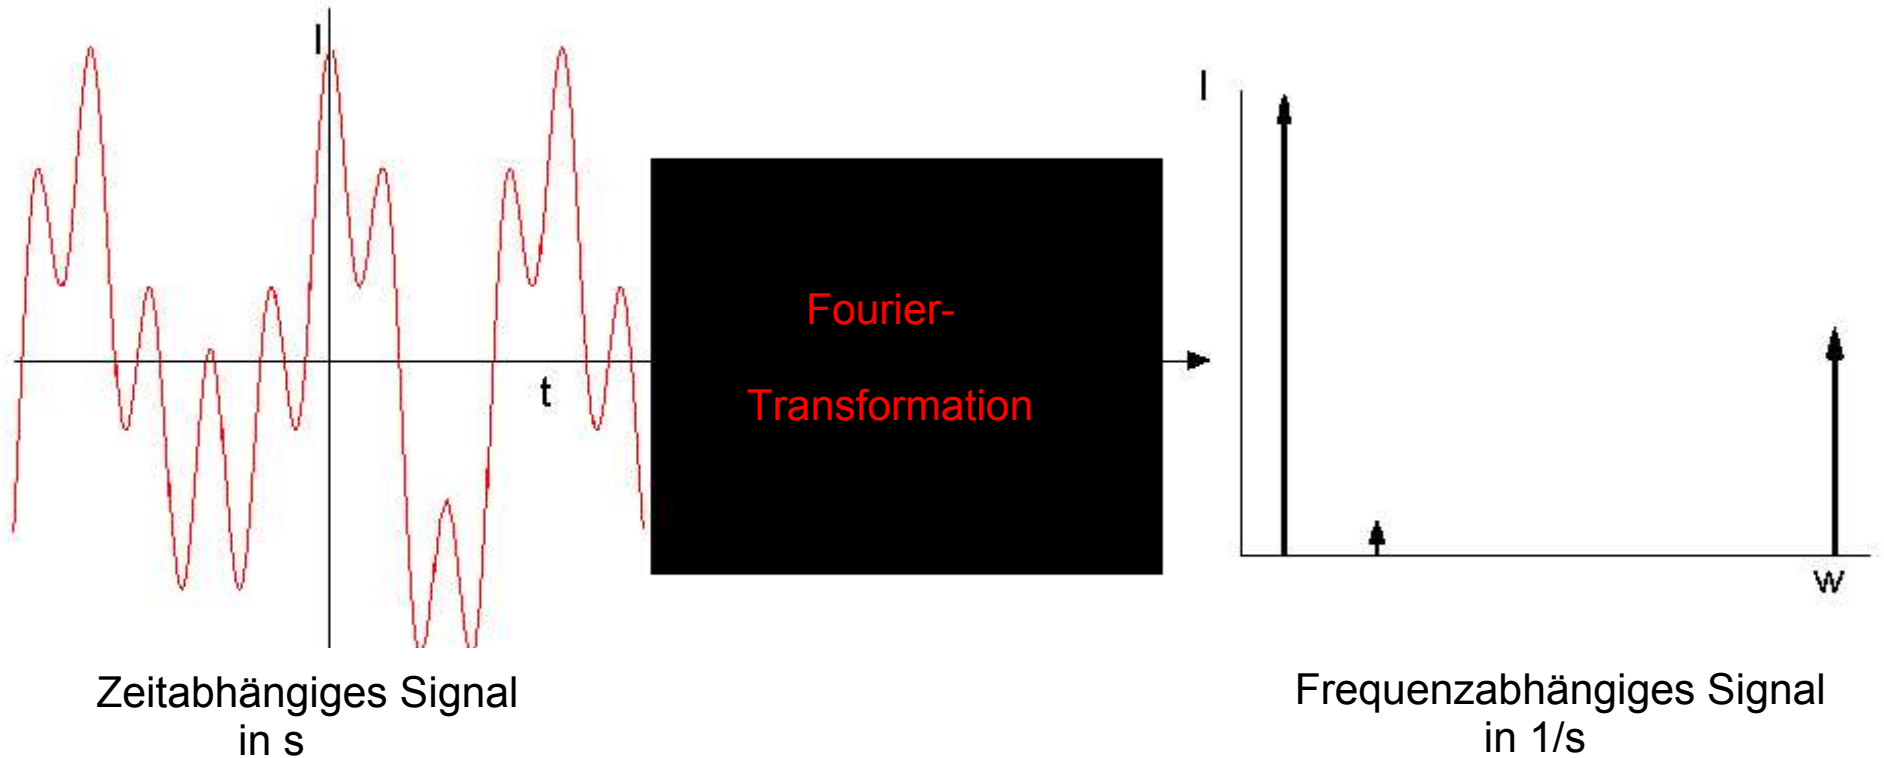 I
t
Zeitabhängiges Signal
in s
Fourier-
Transformation
I
w
Frequenzabhängiges Signal
in 1/s